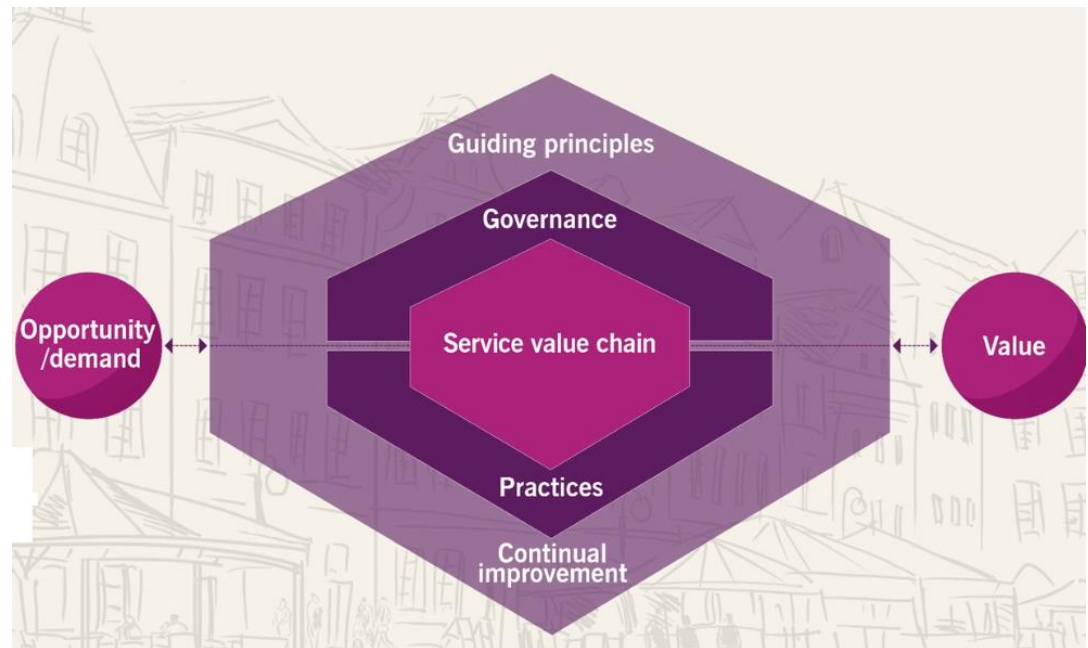 Guiding principles
Governance
Opportunity
/demand
Service value chain
Value
Practices
Continual
improvement